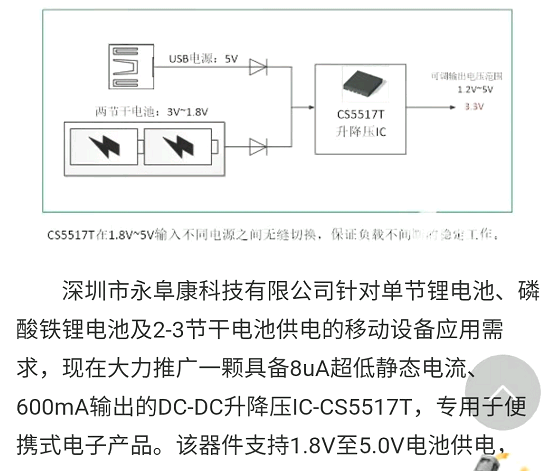 USB电源：5V
可调输出电压范围
1.2V~5V
两节干电池：3V~1.8V
CS5517T
3.3V
升降压IC
CS5517T在1.8V~5V输入不同电源之间无缝切换，保证负载不间 的稳定工作。
深圳市永阜康科技有限公司针对单节锂电池、磷
酸铁锂电池及2-3节干电池供电的移动设备应用需
求，现在大力推广一颗具备8uA超低静态电流、
600mA输出的DC-DC升降压IC-CS5517T，专用于便
携式电子产品。该器件支持1.8V至5.0V电池供电，